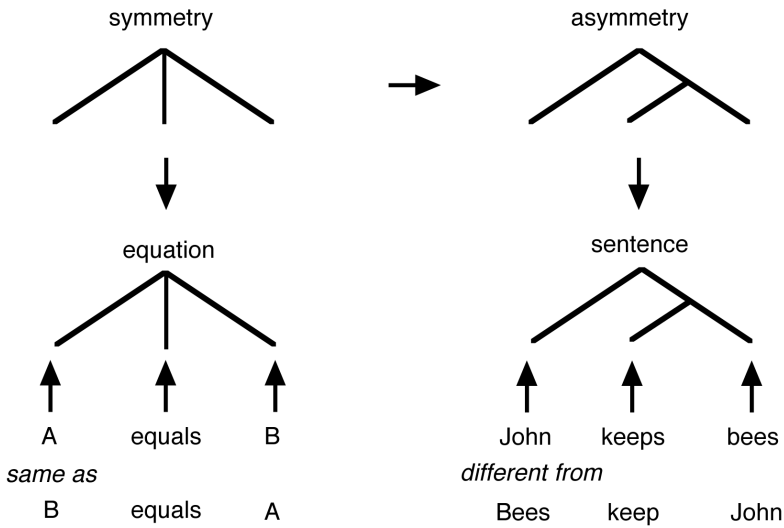 symmetry
asymmetry
equation
sentence
A equals B
John keeps bees
same as
different from
B equals A
Bees keep John